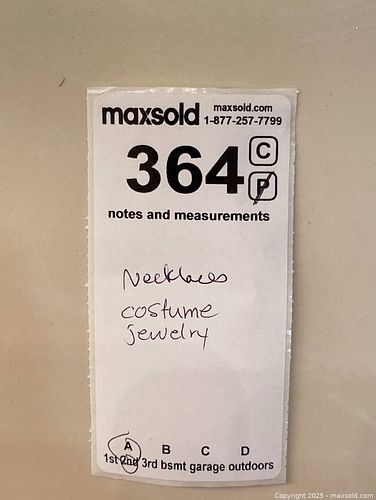 maxsold maxsold.com
1-877-257-7799
364 C
P
notes and measurements
Necklaces
costume
jewelry
A B C D
1st 2nd 3rd bsmt garage outdoors
Copyright 2025 - maxsold.com